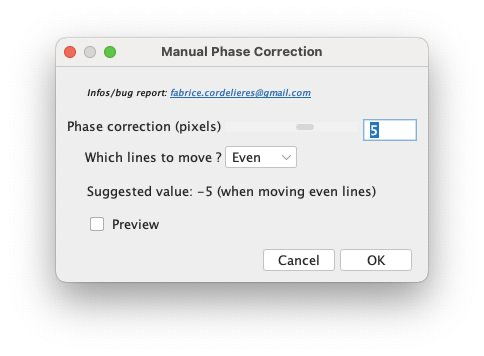 Manual Phase Correction
Infos/bug report: fabrice.cordelieres@gmail.com
Phase correction (pixels) 5
Which lines to move ? Even
Suggested value: -5 (when moving even lines)
Preview
Cancel OK